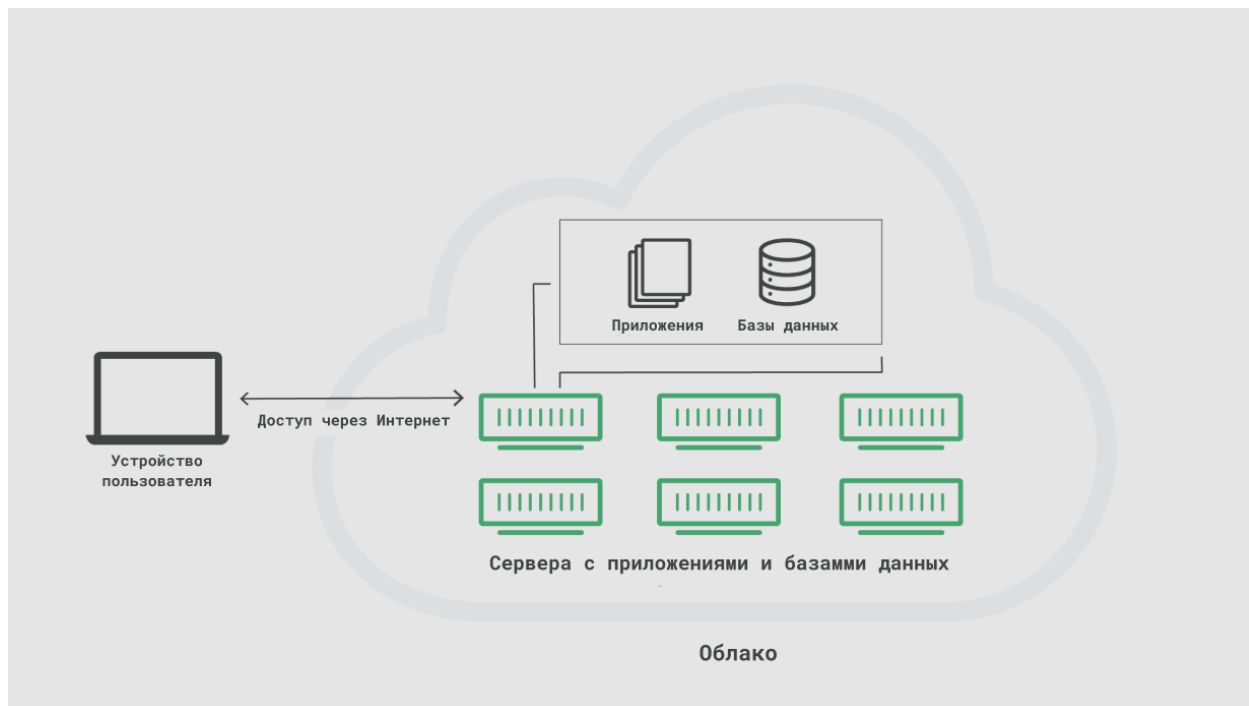 Приложения
Базы данных
Доступ через Интернет
Устройство
пользователя
Сервера с приложениями и базамми данных
Облако